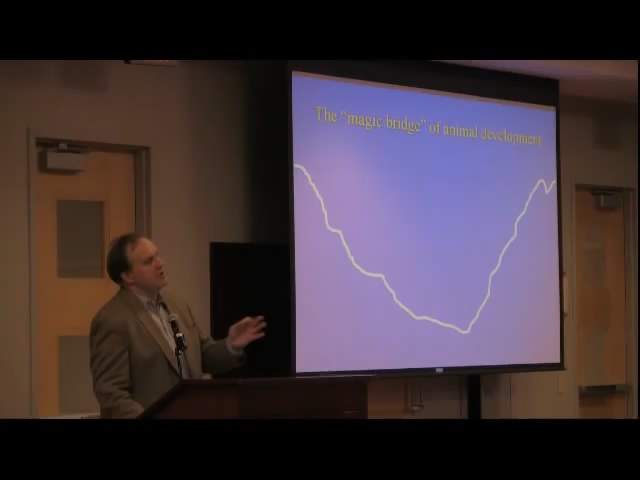 The “magic bridge” of animal development